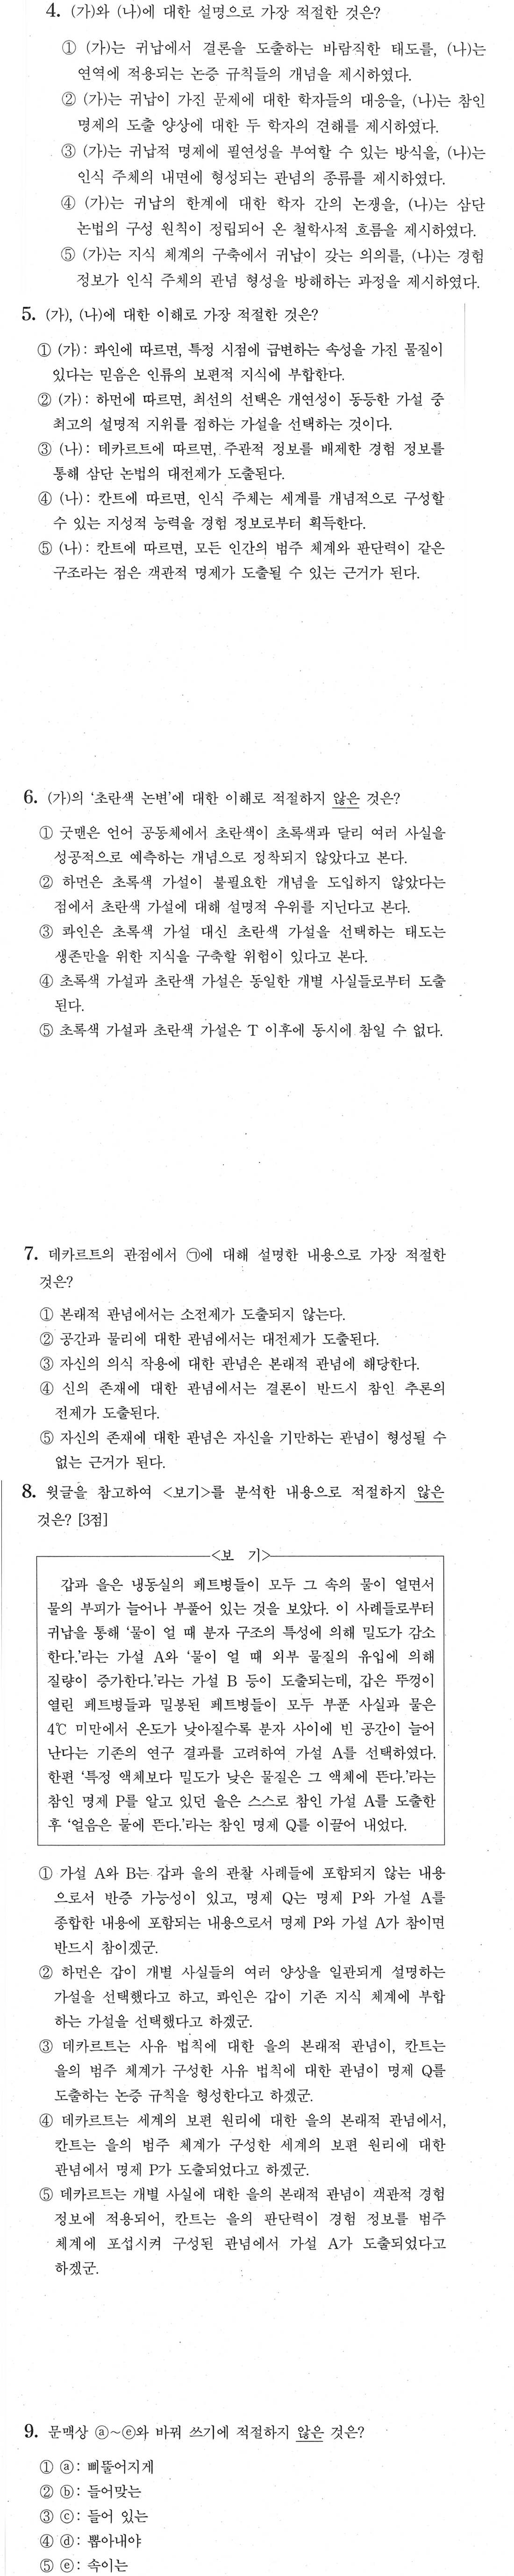 4. (가)와 (나)에 대한 설명으로 가장 적절한 것은?
① (가)는 귀납에서 결론을 도출하는 바람직한 태도를, (나)는
연역에 적용되는 논증 규칙들의 개념을 제시하였다.
② (가)는 귀납이 가진 문제에 대한 학자들의 대응을, (나)는 참인
명제의 도출 양상에 대한 두 학자의 견해를 제시하였다.
③ (가)는 귀납적 명제에 필연성을 부여할 수 있는 방식을, (나)는
인식 주체의 내면에 형성되는 관념의 종류를 제시하였다.
④ (가)는 귀납의 한계에 대한 학자 간의 논쟁을, (나)는 삼단
논법의 구성 원칙이 정립되어 온 철학사적 흐름을 제시하였다.
⑤ (가)는 지식 체계의 구축에서 귀납이 갖는 의의를, (나)는 경험
정보가 인식 주체의 관념 형성을 방해하는 과정을 제시하였다.
5. (가), (나)에 대한 이해로 가장 적절한 것은?
① (가): 콰인에 따르면, 특정 시점에 급변하는 속성을 가진 물질이
있다는 믿음은 인류의 보편적 지식에 부합한다.
② (가): 하먼에 따르면, 최선의 선택은 개연성이 동등한 가설 중
최고의 설명적 지위를 점하는 가설을 선택하는 것이다.
③ (나): 데카르트에 따르면, 주관적 정보를 배제한 경험 정보를
통해 삼단 논법의 대전제가 도출된다.
④ (나): 칸트에 따르면, 인식 주체는 세계를 개념적으로 구성할
수 있는 지성적 능력을 경험 정보로부터 획득한다.
⑤ (나): 칸트에 따르면, 모든 인간의 범주 체계와 판단력이 같은
구조라는 점은 객관적 명제가 도출될 수 있는 근거가 된다.
6. (가)의 '초란색 논변'에 대한 이해로 적절하지 않은 것은?
① 굿맨은 언어 공동체에서 초란색이 초록색과 달리 여러 사실을
성공적으로 예측하는 개념으로 정착되지 않았다고 본다.
② 하먼은 초록색 가설이 불필요한 개념을 도입하지 않았다는
점에서 초란색 가설에 대해 설명적 우위를 지닌다고 본다.
③ 콰인은 초록색 가설 대신 초란색 가설을 선택하는 태도는
생존만을 위한 지식을 구축할 위험이 있다고 본다.
④ 초록색 가설과 초란색 가설은 동일한 개별 사실들로부터 도출
된다.
⑤ 초록색 가설과 초란색 가설은 T 이후에 동시에 참일 수 없다.
7. 데카르트의 관점에서 ㉠에 대해 설명한 내용으로 가장 적절한
것은?
① 본래적 관념에서는 소전제가 도출되지 않는다.
② 공간과 물리에 대한 관념에서는 대전제가 도출된다.
③ 자신의 의식 작용에 대한 관념은 본래적 관념에 해당한다.
④ 신의 존재에 대한 관념에서는 결론이 반드시 참인 추론의
전제가 도출된다.
⑤ 자신의 존재에 대한 관념은 자신을 기만하는 관념이 형성될 수
없는 근거가 된다.
8. 윗글을 참고하여 <보기>를 분석한 내용으로 적절하지 않은
것은? [3점]
<보 기>
갑과 을은 냉동실의 페트병들이 모두 그 속의 물이 얼면서
물의 부피가 늘어나 부풀어 있는 것을 보았다. 이 사례들로부터
귀납을 통해 '물이 얼 때 분자 구조의 특성에 의해 밀도가 감소
한다.'라는 가설 A와 '물이 얼 때 외부 물질의 유입에 의해
질량이 증가한다.'라는 가설 B 등이 도출되는데, 갑은 뚜껑이
열린 페트병들과 밀봉된 페트병들이 모두 부푼 사실과 물은
4℃ 미만에서 온도가 낮아질수록 분자 사이에 빈 공간이 늘어
난다는 기존의 연구 결과를 고려하여 가설 A를 선택하였다.
한편 '특정 액체보다 밀도가 낮은 물질은 그 액체에 뜬다.'라는
참인 명제 P를 알고 있던 을은 스스로 참인 가설 A를 도출한
후 '얼음은 물에 뜬다.'라는 참인 명제 Q를 이끌어 내었다.
① 가설 A와 B는 갑과 을의 관찰 사례들에 포함되지 않는 내용
으로서 반증 가능성이 있고, 명제 Q는 명제 P와 가설 A를
종합한 내용에 포함되는 내용으로서 명제 P와 가설 A가 참이면
반드시 참이겠군.
② 하먼은 갑이 개별 사실들의 여러 양상을 일관되게 설명하는
가설을 선택했다고 하고, 콰인은 갑이 기존 지식 체계에 부합
하는 가설을 선택했다고 하겠군.
③ 데카르트는 사유 법칙에 대한 을의 본래적 관념이, 칸트는
을의 범주 체계가 구성한 사유 법칙에 대한 관념이 명제 Q를
도출하는 논증 규칙을 형성한다고 하겠군.
④ 데카르트는 세계의 보편 원리에 대한 을의 본래적 관념에서,
칸트는 을의 범주 체계가 구성한 세계의 보편 원리에 대한
관념에서 명제 P가 도출되었다고 하겠군.
⑤ 데카르트는 개별 사실에 대한 을의 본래적 관념이 객관적 경험
정보에 적용되어, 칸트는 을의 판단력이 경험 정보를 범주
체계에 포섭시켜 구성된 관념에서 가설 A가 도출되었다고
하겠군.
9. 문맥상 ⓐ~ⓔ와 바꿔 쓰기에 적절하지 않은 것은?
① ⓐ: 삐뚤어지게
② ⓑ: 들어맞는
③ ⓒ: 들어 있는
④ ⓓ: 뽑아내야
⑤ ⓔ: 속이는